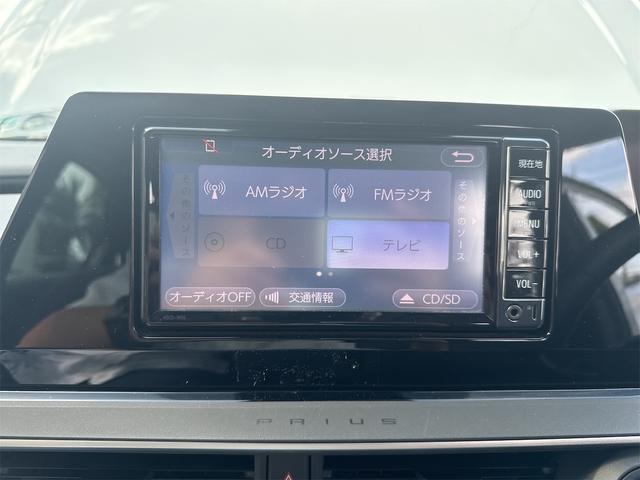 オーディオソース選択
現在地
AMラジオ
FMラジオ
AUDIO
その他のソース
その他のソース
MENU
CD
テレビ
VOL+
VOL-
オーディオOFF
交通情報
CD/SD
PRIUS